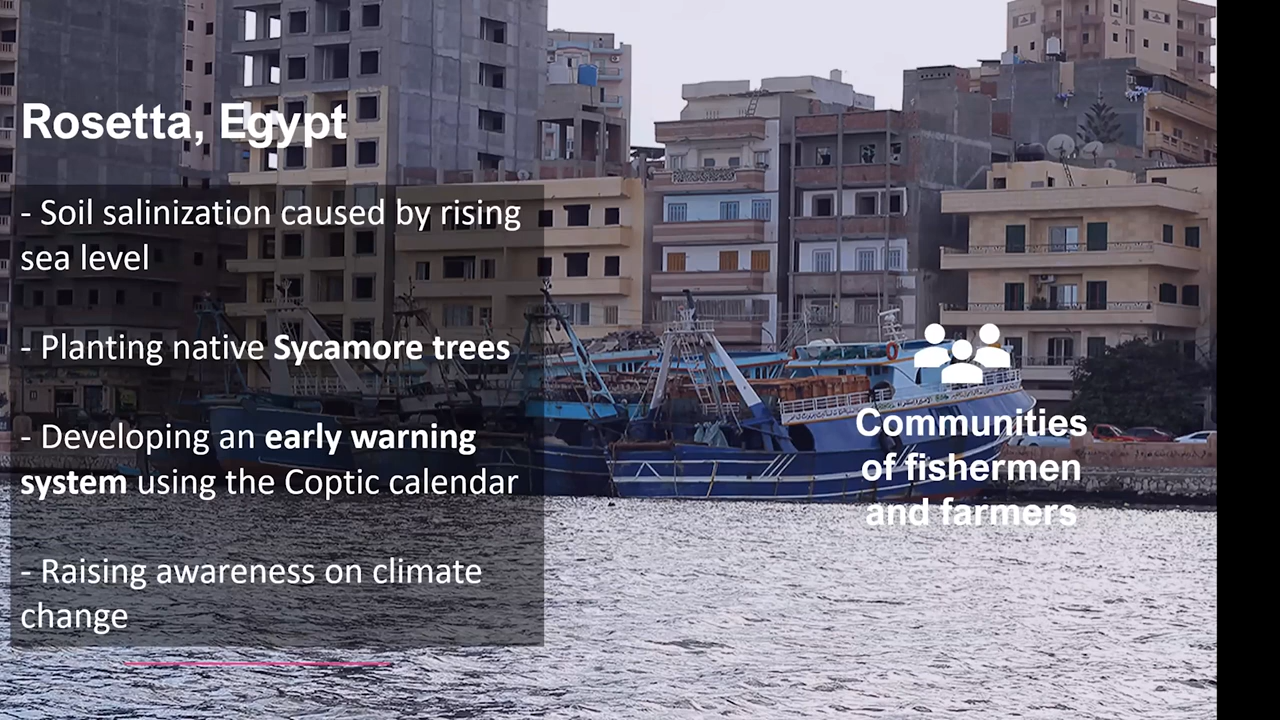 Rosetta, Egypt
- Soil salinization caused by rising
sea level
- Planting native Sycamore trees
- Developing an early warning
system using the Coptic calendar
- Raising awareness on climate
change
Communities
of fishermen
and farmers